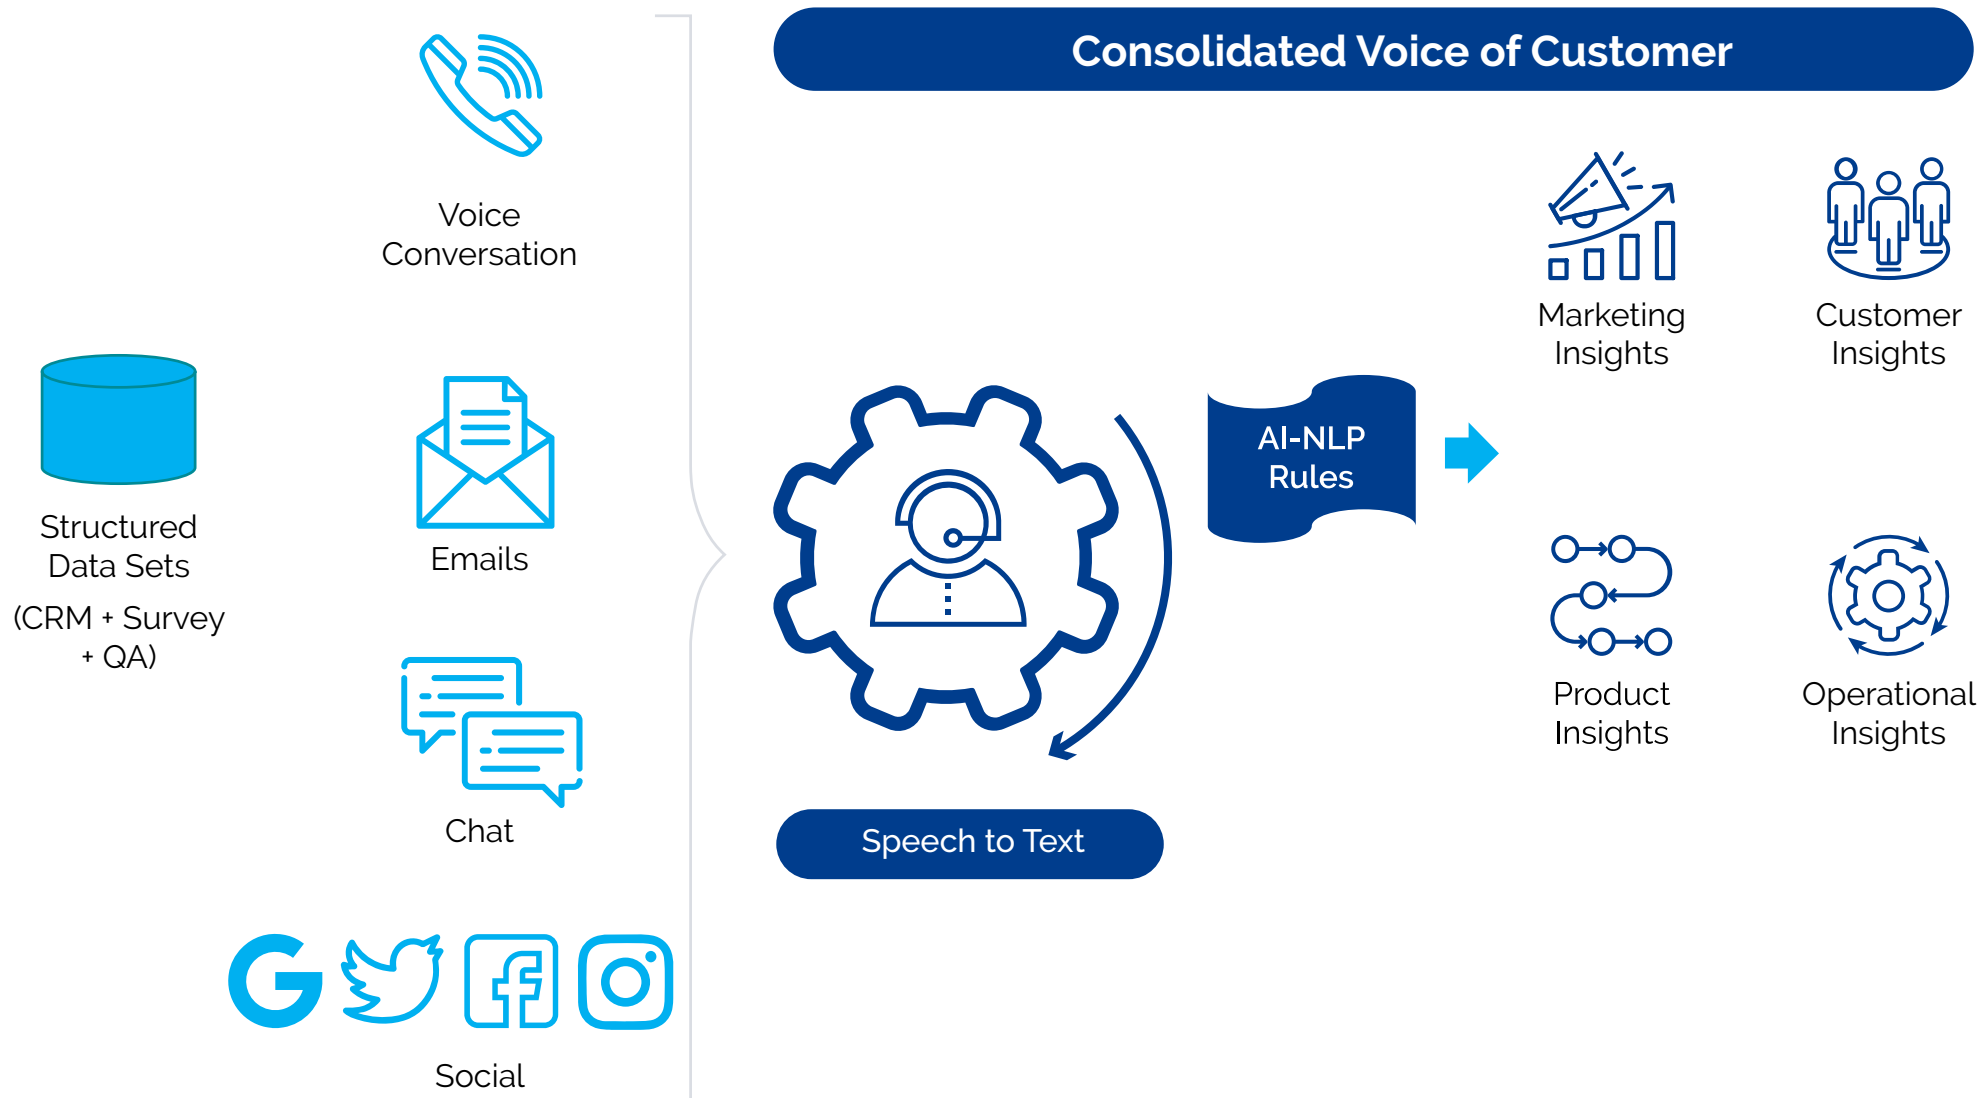 Consolidated Voice of Customer
Voice
Conversation
Structured
Data Sets
(CRM + Survey
+ QA)
Emails
Chat
Social
Speech to Text
AI-NLP
Rules
Marketing
Insights
Customer
Insights
Product
Insights
Operational
Insights